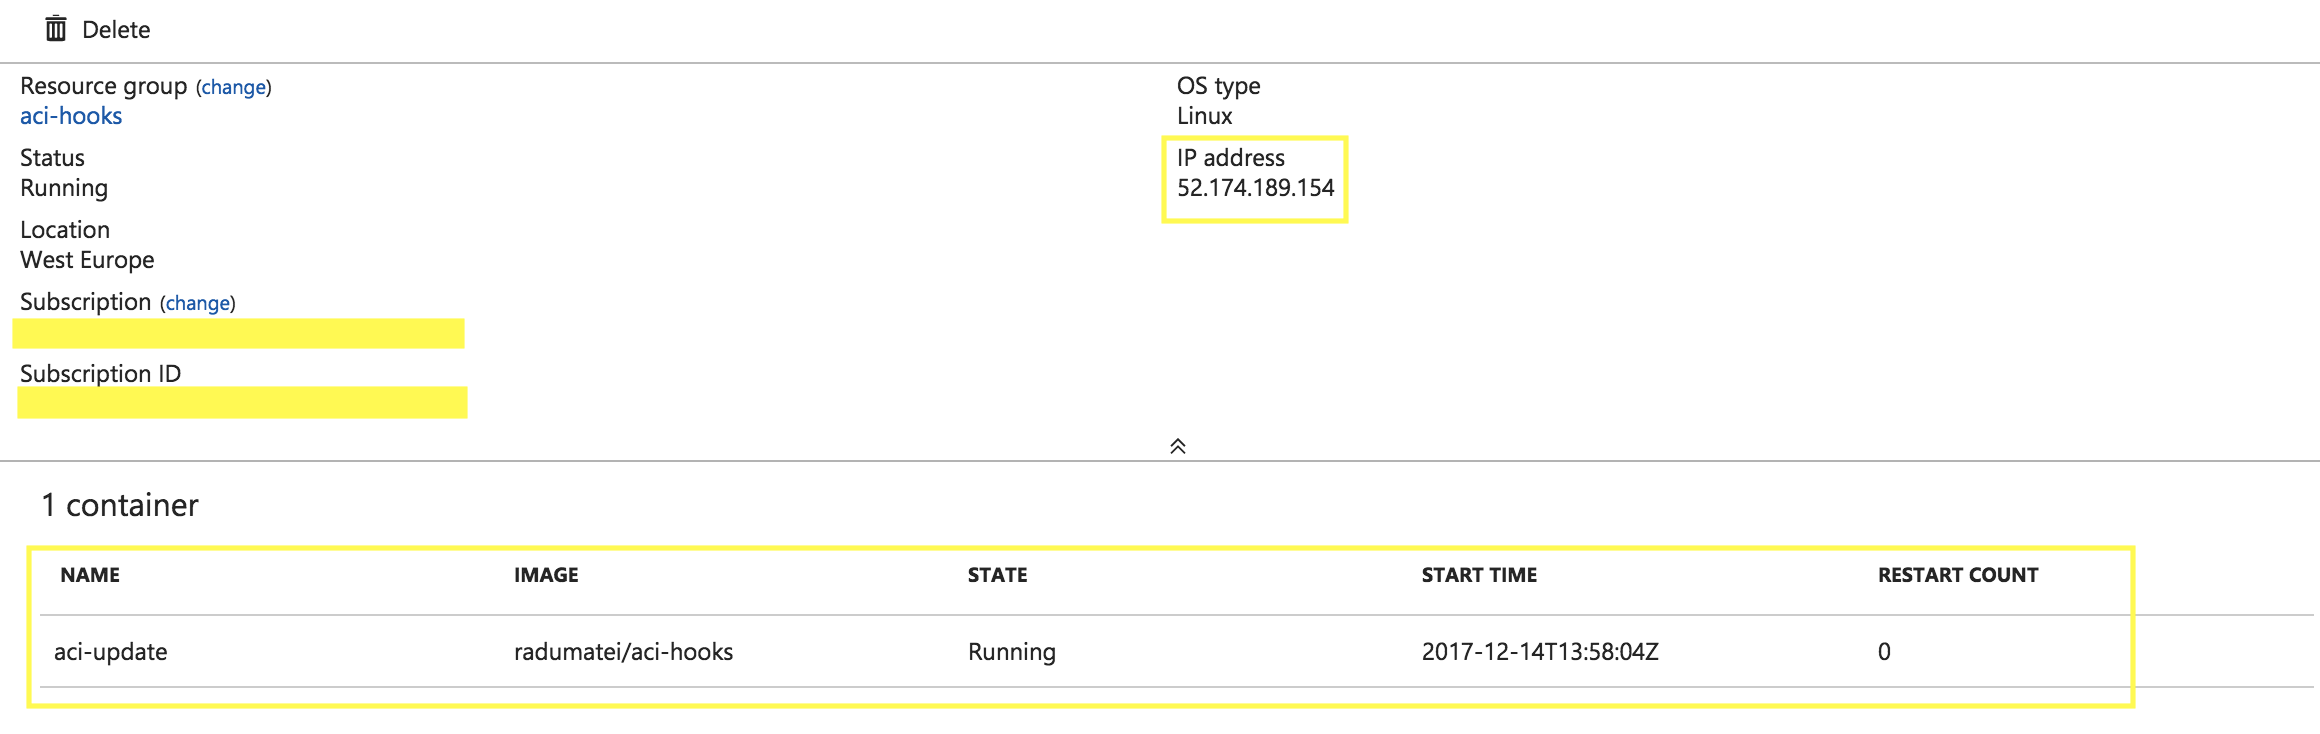 Delete
Resource group (change)
aci-hooks
Status
Running
Location
West Europe
Subscription (change)
Subscription ID
OS type
Linux
IP address
52.174.189.154
1 container
NAME IMAGE STATE START TIME RESTART COUNT
aci-update radumatei/aci-hooks Running 2017-12-14T13:58:04Z 0